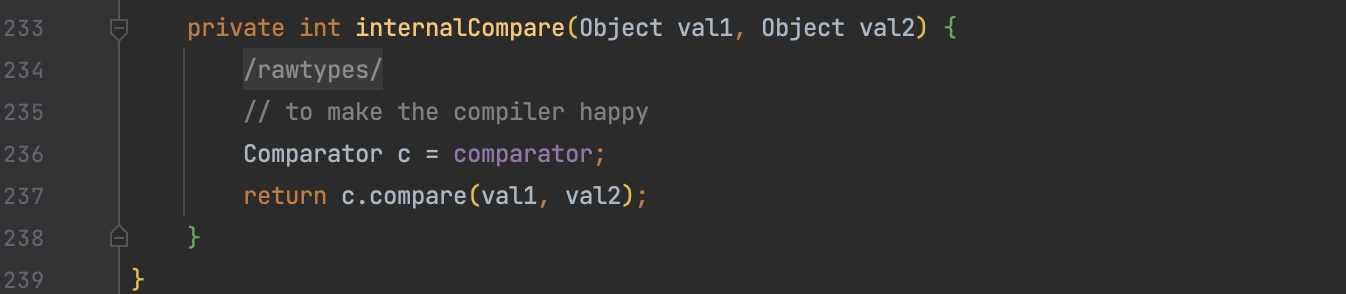 233 private int internalCompare(Object val1, Object val2) {
234 /rawtypes/
235 // to make the compiler happy
236 Comparator c = comparator;
237 return c.compare(val1, val2);
238 }
239 }